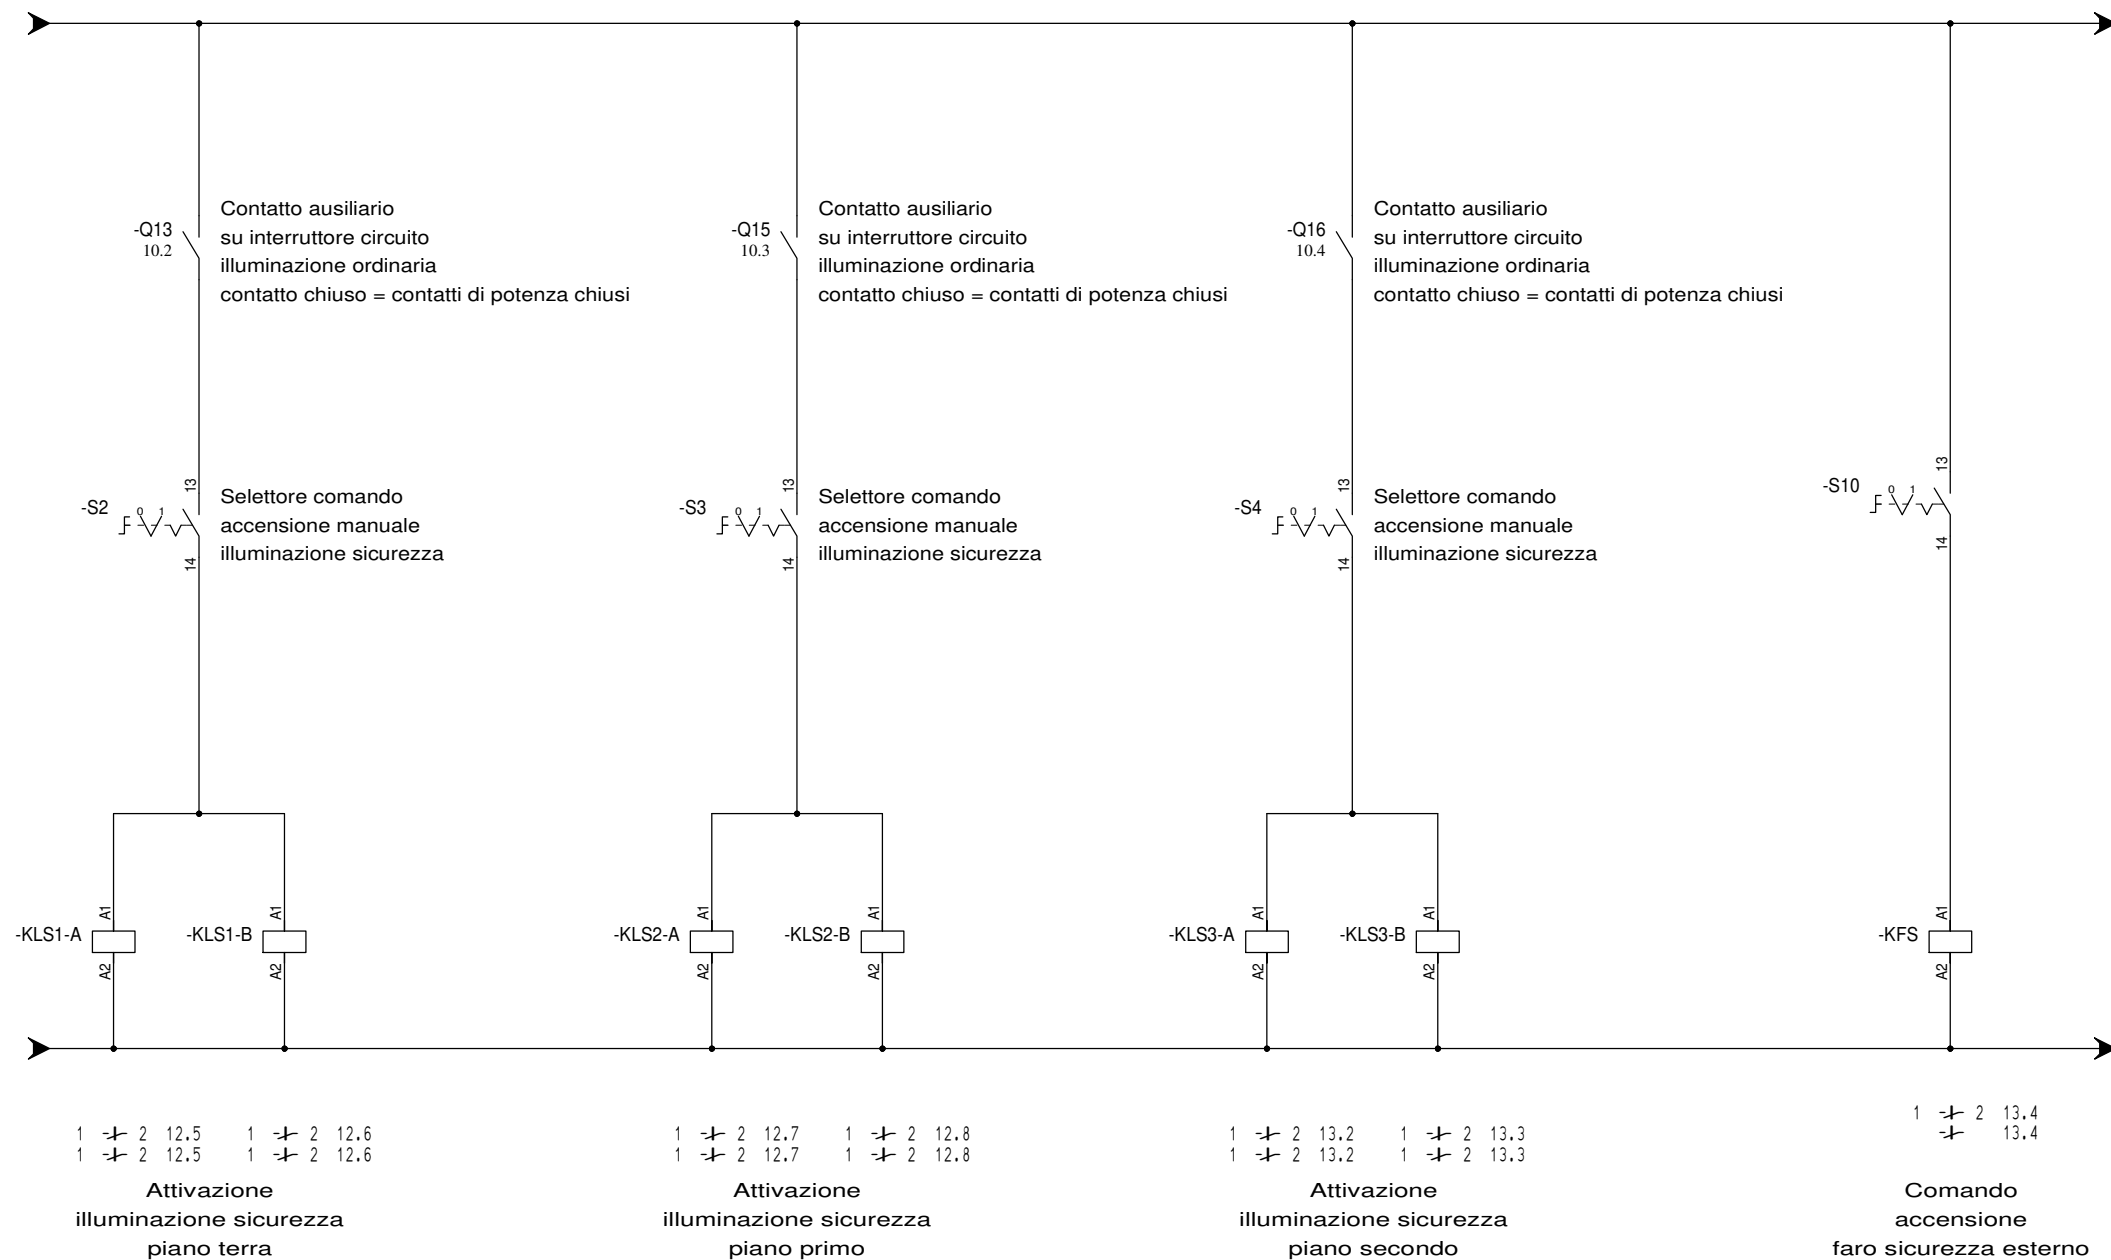 -Q13
10.2
Contatto ausiliario
su interruttore circuito
illuminazione ordinaria
contatto chiuso = contatti di potenza chiusi
-Q15
10.3
Contatto ausiliario
su interruttore circuito
illuminazione ordinaria
contatto chiuso = contatti di potenza chiusi
-Q16
10.4
Contatto ausiliario
su interruttore circuito
illuminazione ordinaria
contatto chiuso = contatti di potenza chiusi
-S2
0 1
13
14
Selettore comando
accensione manuale
illuminazione sicurezza
-S3
0 1
13
14
Selettore comando
accensione manuale
illuminazione sicurezza
-S4
0 1
13
14
Selettore comando
accensione manuale
illuminazione sicurezza
-S10
0 1
13
14
-KLS1-A
A1
A2
-KLS1-B
A1
A2
-KLS2-A
A1
A2
-KLS2-B
A1
A2
-KLS3-A
A1
A2
-KLS3-B
A1
A2
-KFS
A1
A2
1 2 12.5
1 2 12.5
1 2 12.6
1 2 12.6
Attivazione
illuminazione sicurezza
piano terra
1 2 12.7
1 2 12.7
1 2 12.8
1 2 12.8
Attivazione
illuminazione sicurezza
piano primo
1 2 13.2
1 2 13.2
1 2 13.3
1 2 13.3
Attivazione
illuminazione sicurezza
piano secondo
1 2 13.4
13.4
Comando
accensione
faro sicurezza esterno